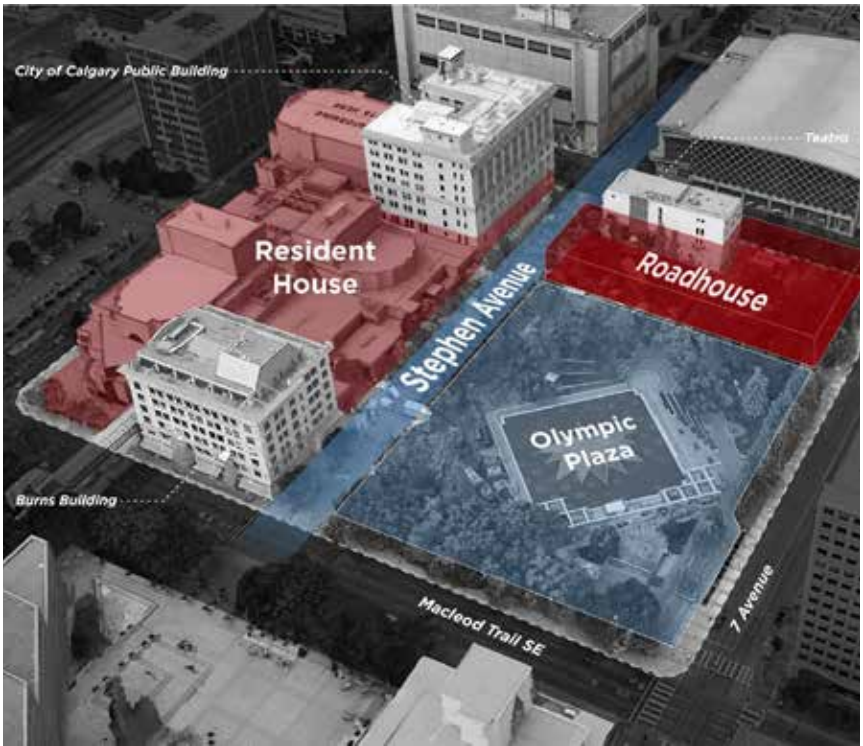 City of Calgary Public Building
Teatro
Resident
House
Roadhouse
Stephen Avenue
Olympic
Plaza
Burns Building
Macleod Trail SE
7 Avenue